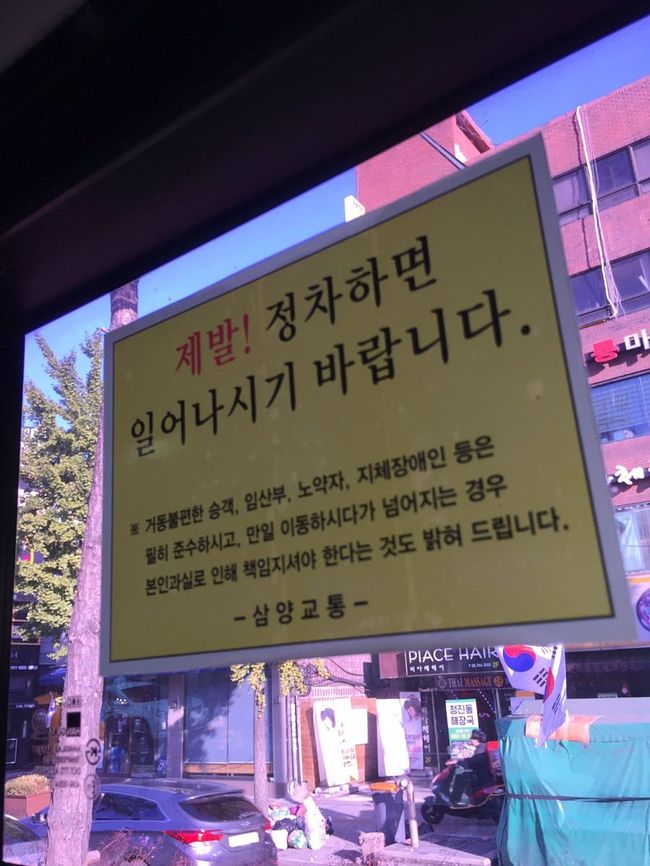 제발! 정차하면
일어나시기 바랍니다.
※ 거동불편한 승객, 임산부, 노약자, 지체장애인 등은
필히 준수하시고, 만일 이동하시다가 넘어지는 경우
본인과실로 인해 책임지셔야 한다는 것도 밝혀 드립니다.
- 삼양교통 -
통마
PIACE HAIR
2F
THAI MASSAGE
청진동
해장국